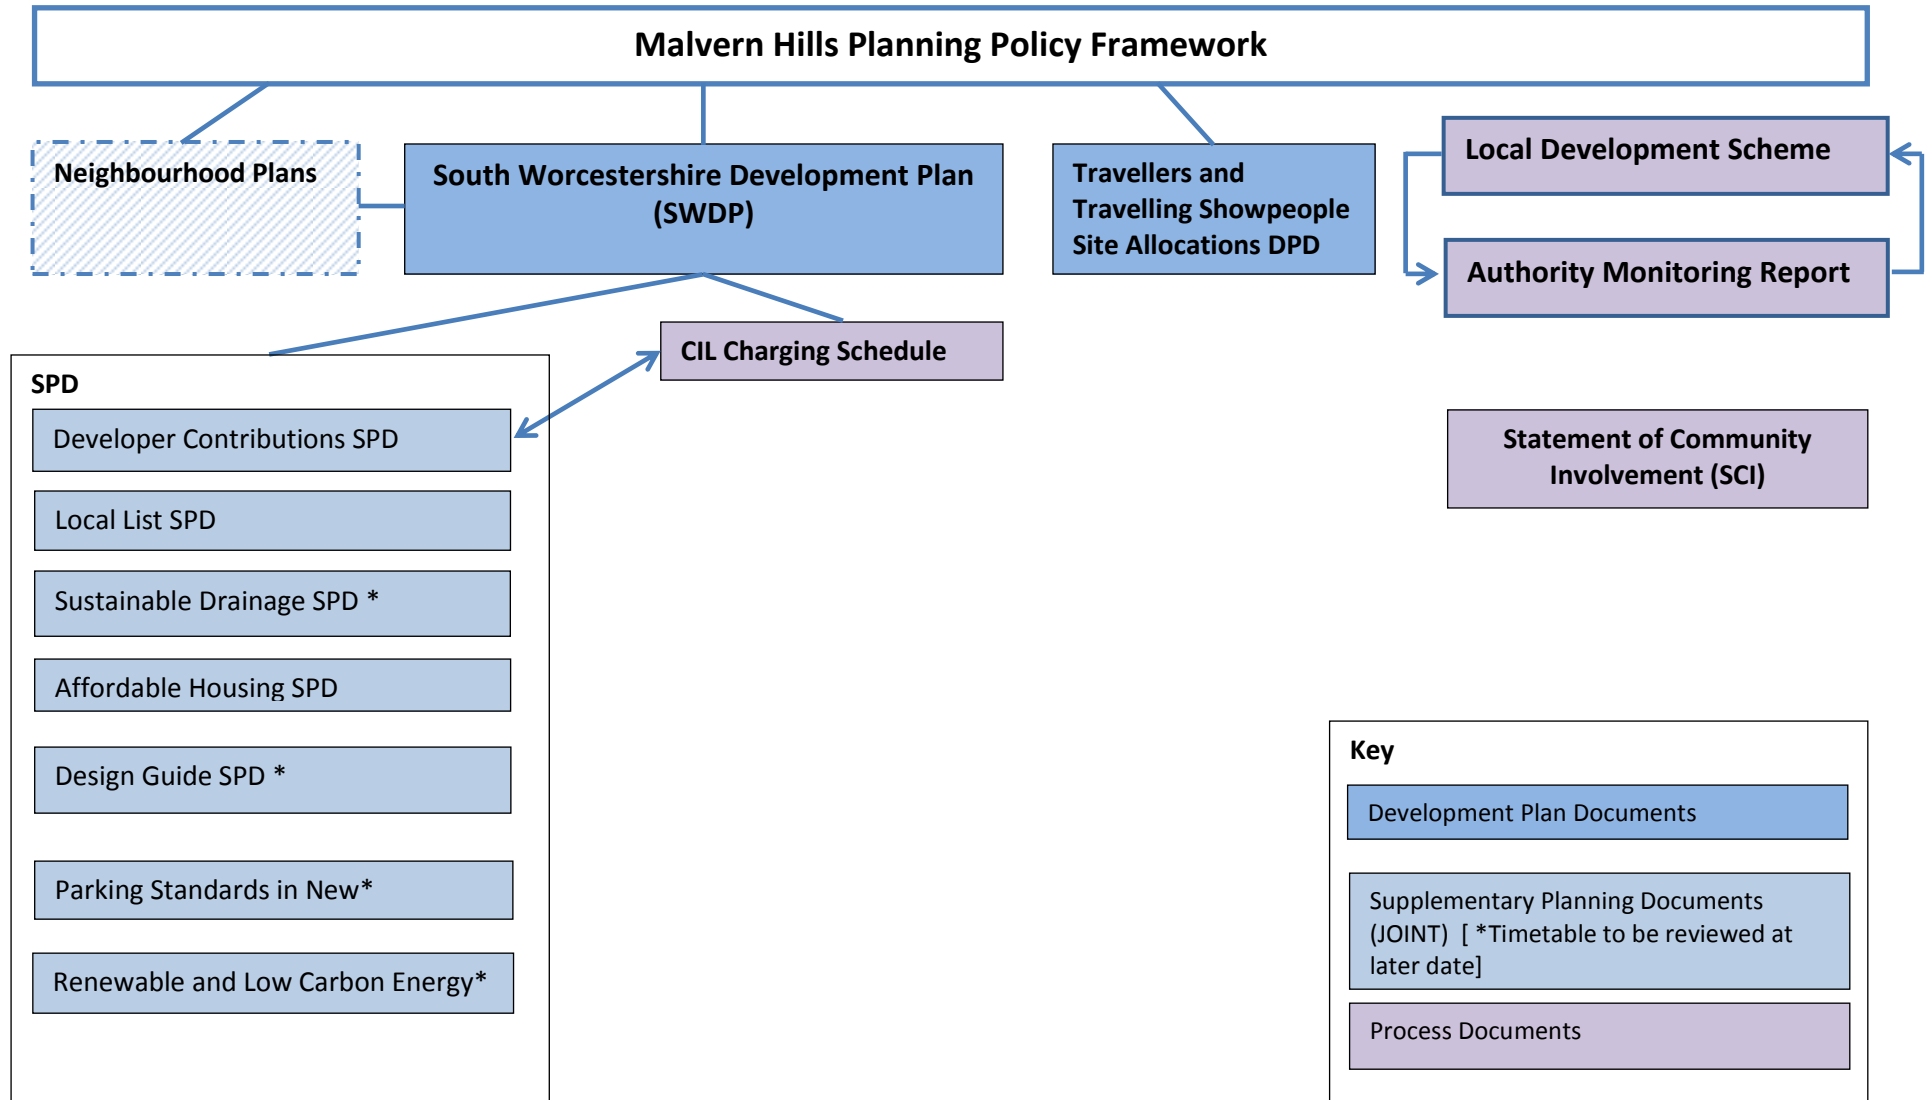 Malvern Hills Planning Policy Framework
Neighbourhood Plans
South Worcestershire Development Plan
(SWDP)
Travellers and
Travelling Showpeople
Site Allocations DPD
Local Development Scheme
Authority Monitoring Report
CIL Charging Schedule
SPD
Developer Contributions SPD
Local List SPD
Sustainable Drainage SPD *
Affordable Housing SPD
Design Guide SPD *
Parking Standards in New*
Renewable and Low Carbon Energy*
Statement of Community
Involvement (SCI)
Key
Development Plan Documents
Supplementary Planning Documents
(JOINT) [ *Timetable to be reviewed at
later date]
Process Documents